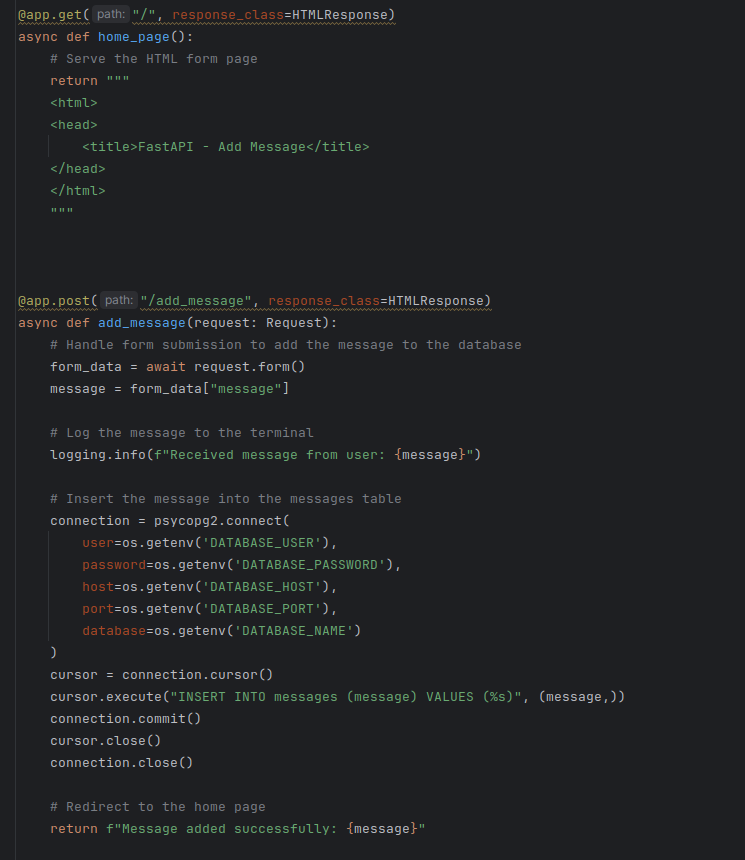 @app.get( path: "/", response_class=HTMLResponse)
async def home_page():
    # Serve the HTML form page
    return """
    <html>
    <head>
        <title>FastAPI - Add Message</title>
    </head>
    </html>
    """
@app.post( path: "/add_message", response_class=HTMLResponse)
async def add_message(request: Request):
    # Handle form submission to add the message to the database
    form_data = await request.form()
    message = form_data["message"]
    # Log the message to the terminal
    logging.info(f"Received message from user: {message}")
    # Insert the message into the messages table
    connection = psycopg2.connect(
        user=os.getenv('DATABASE_USER'),
        password=os.getenv('DATABASE_PASSWORD'),
        host=os.getenv('DATABASE_HOST'),
        port=os.getenv('DATABASE_PORT'),
        database=os.getenv('DATABASE_NAME')
    )
    cursor = connection.cursor()
    cursor.execute("INSERT INTO messages (message) VALUES (%s)", (message,))
    connection.commit()
    cursor.close()
    connection.close()
    # Redirect to the home page
    return f"Message added successfully: {message}"